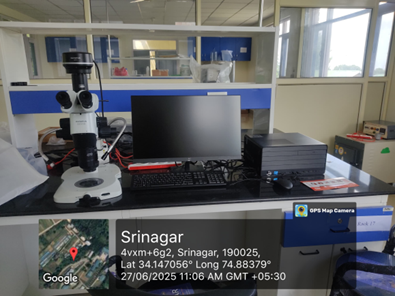 GPS Map Camera
Srinagar
4vxm+6g2, Srinagar, 190025,
Lat 34.147056° Long 74.88379°
27/06/2025 11:06 AM GMT +05:30
Google